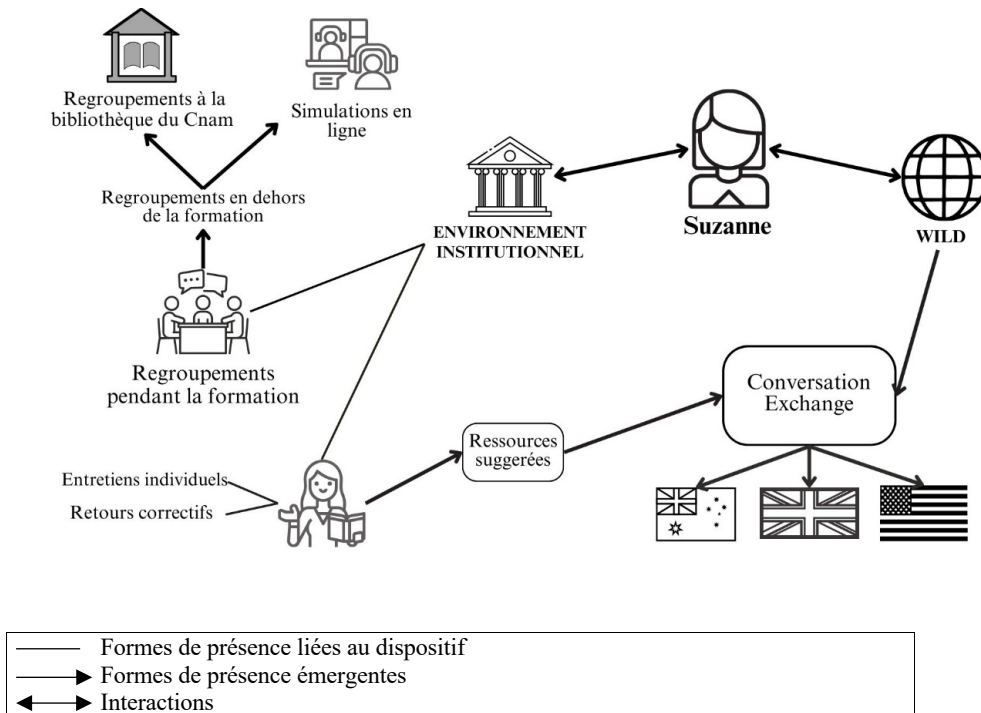 Regroupements à la
bibliothèque du Cnam
Simulations en
ligne
Regroupements en dehors
de la formation
ENVIRONNEMENT
INSTITUTIONNEL
Suzanne
WILD
Regroupements
pendant la formation
Conversation
Exchange
Ressources
suggerées
Entretiens individuels
Retours correctifs
Formes de présence liées au dispositif
Formes de présence émergentes
Interactions